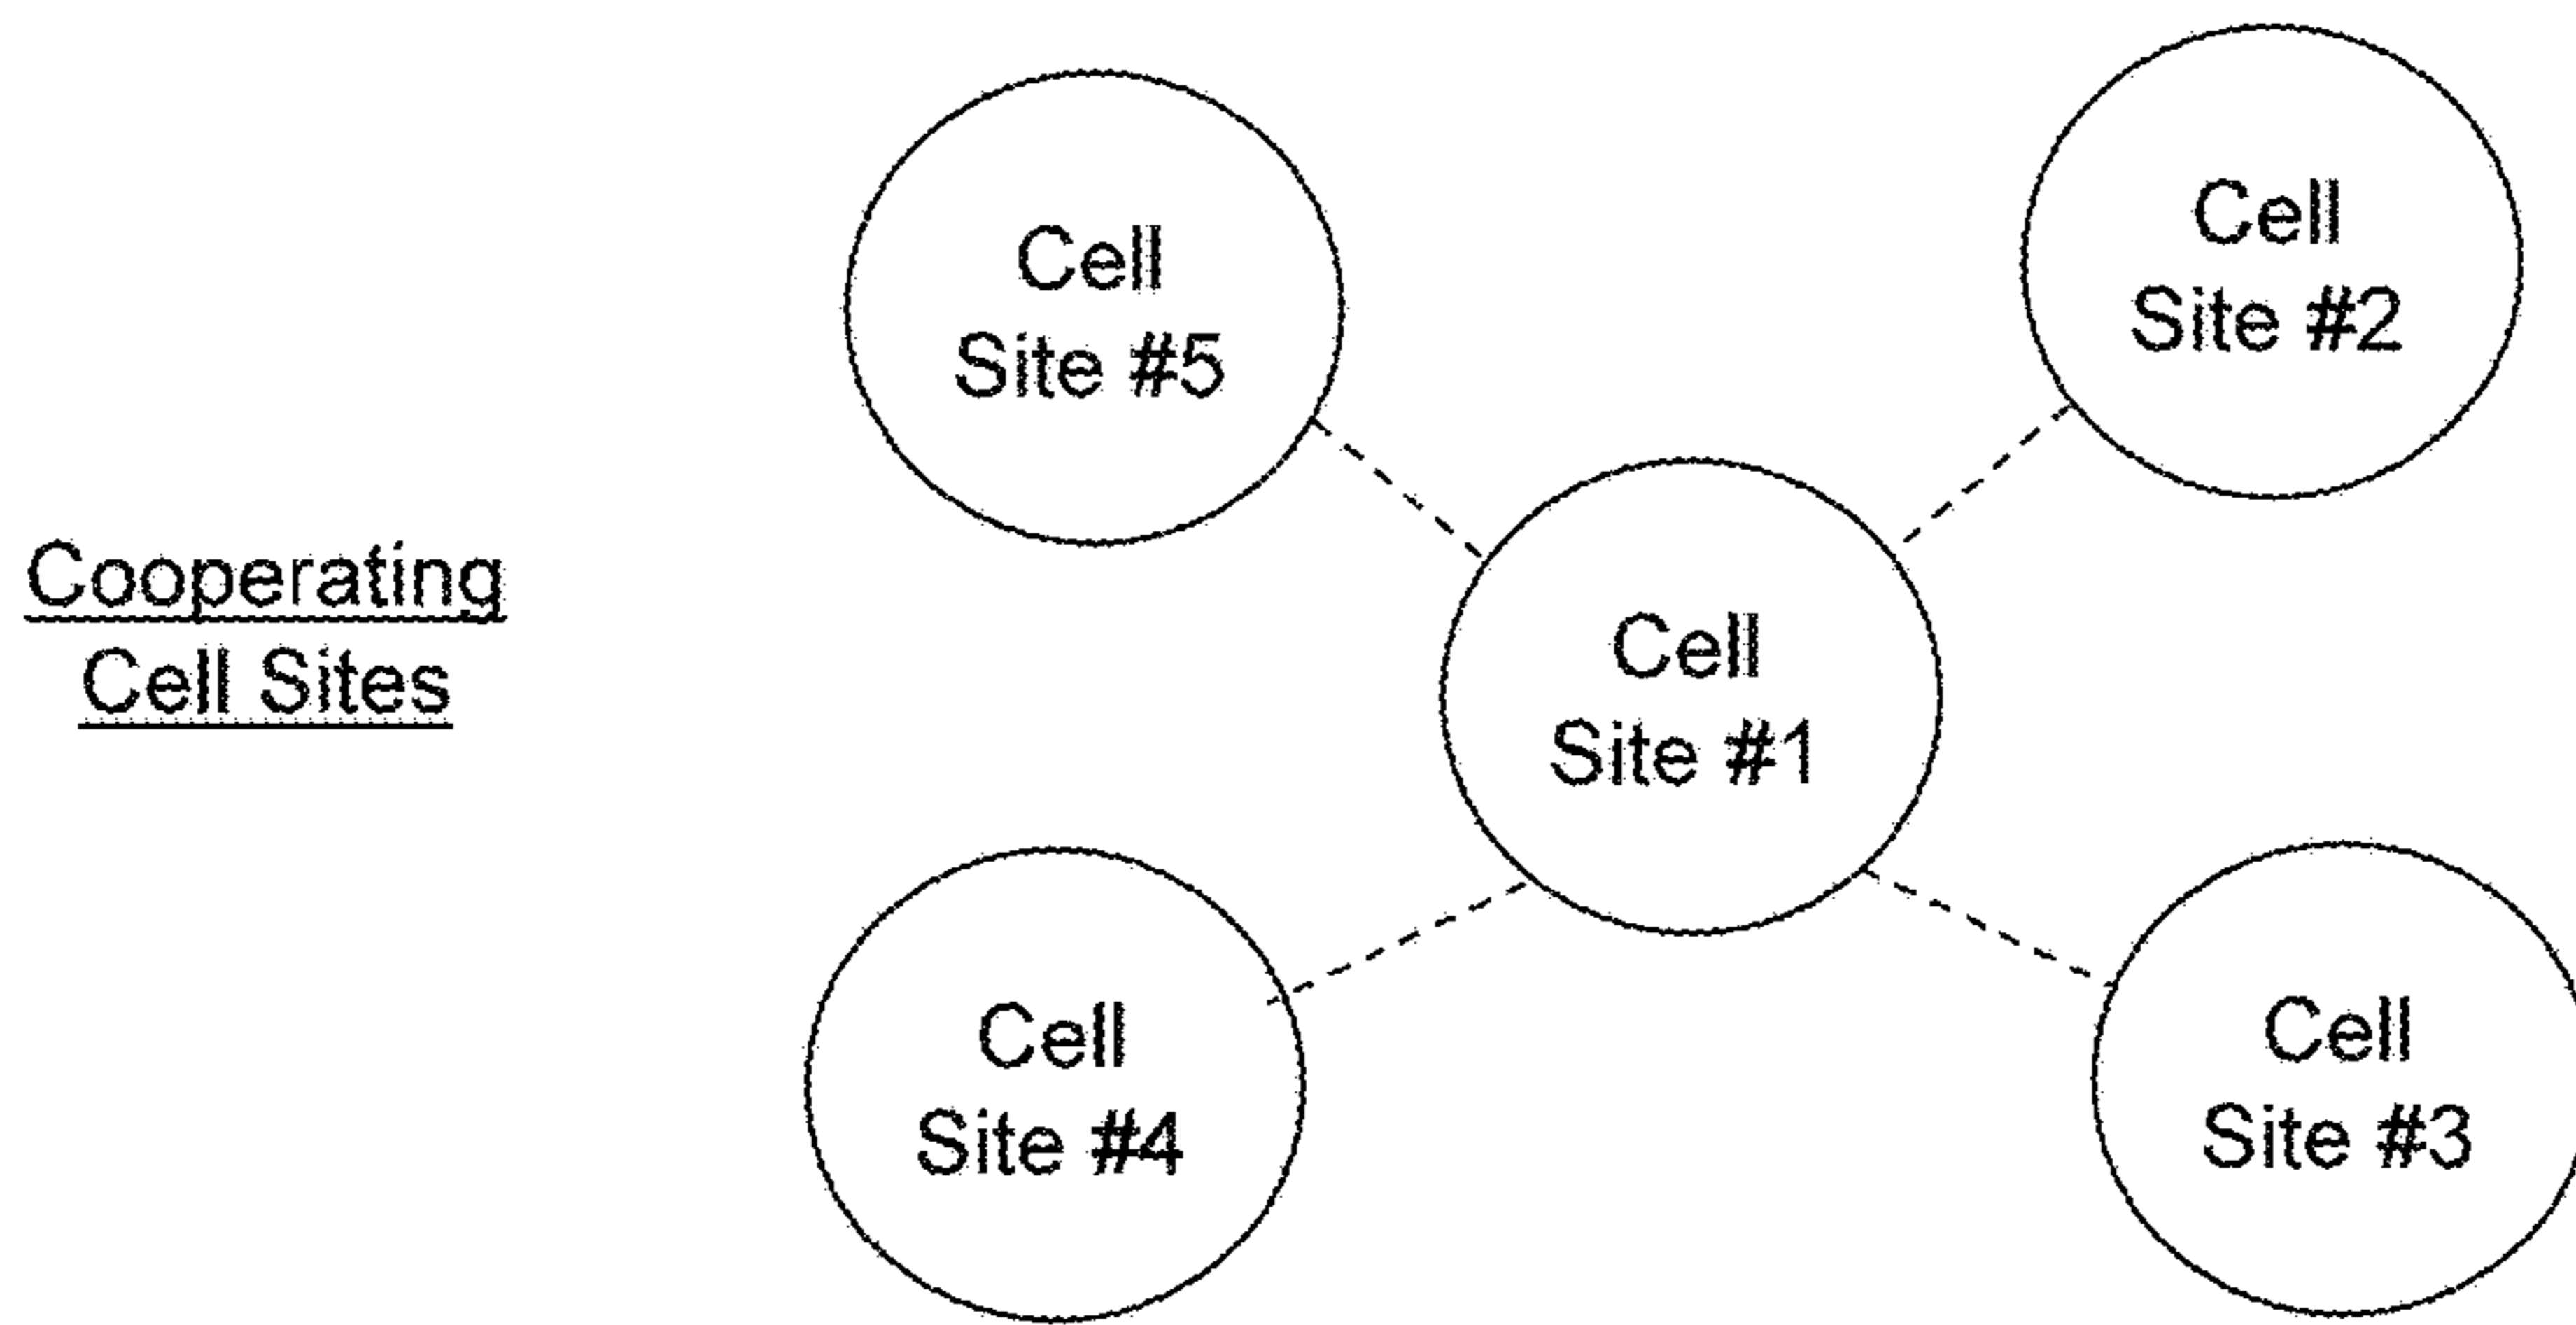 Cooperating
Cell Sites
Cell
Site #5
Cell
Site #2
Cell
Site #1
Cell
Site #4
Cell
Site #3